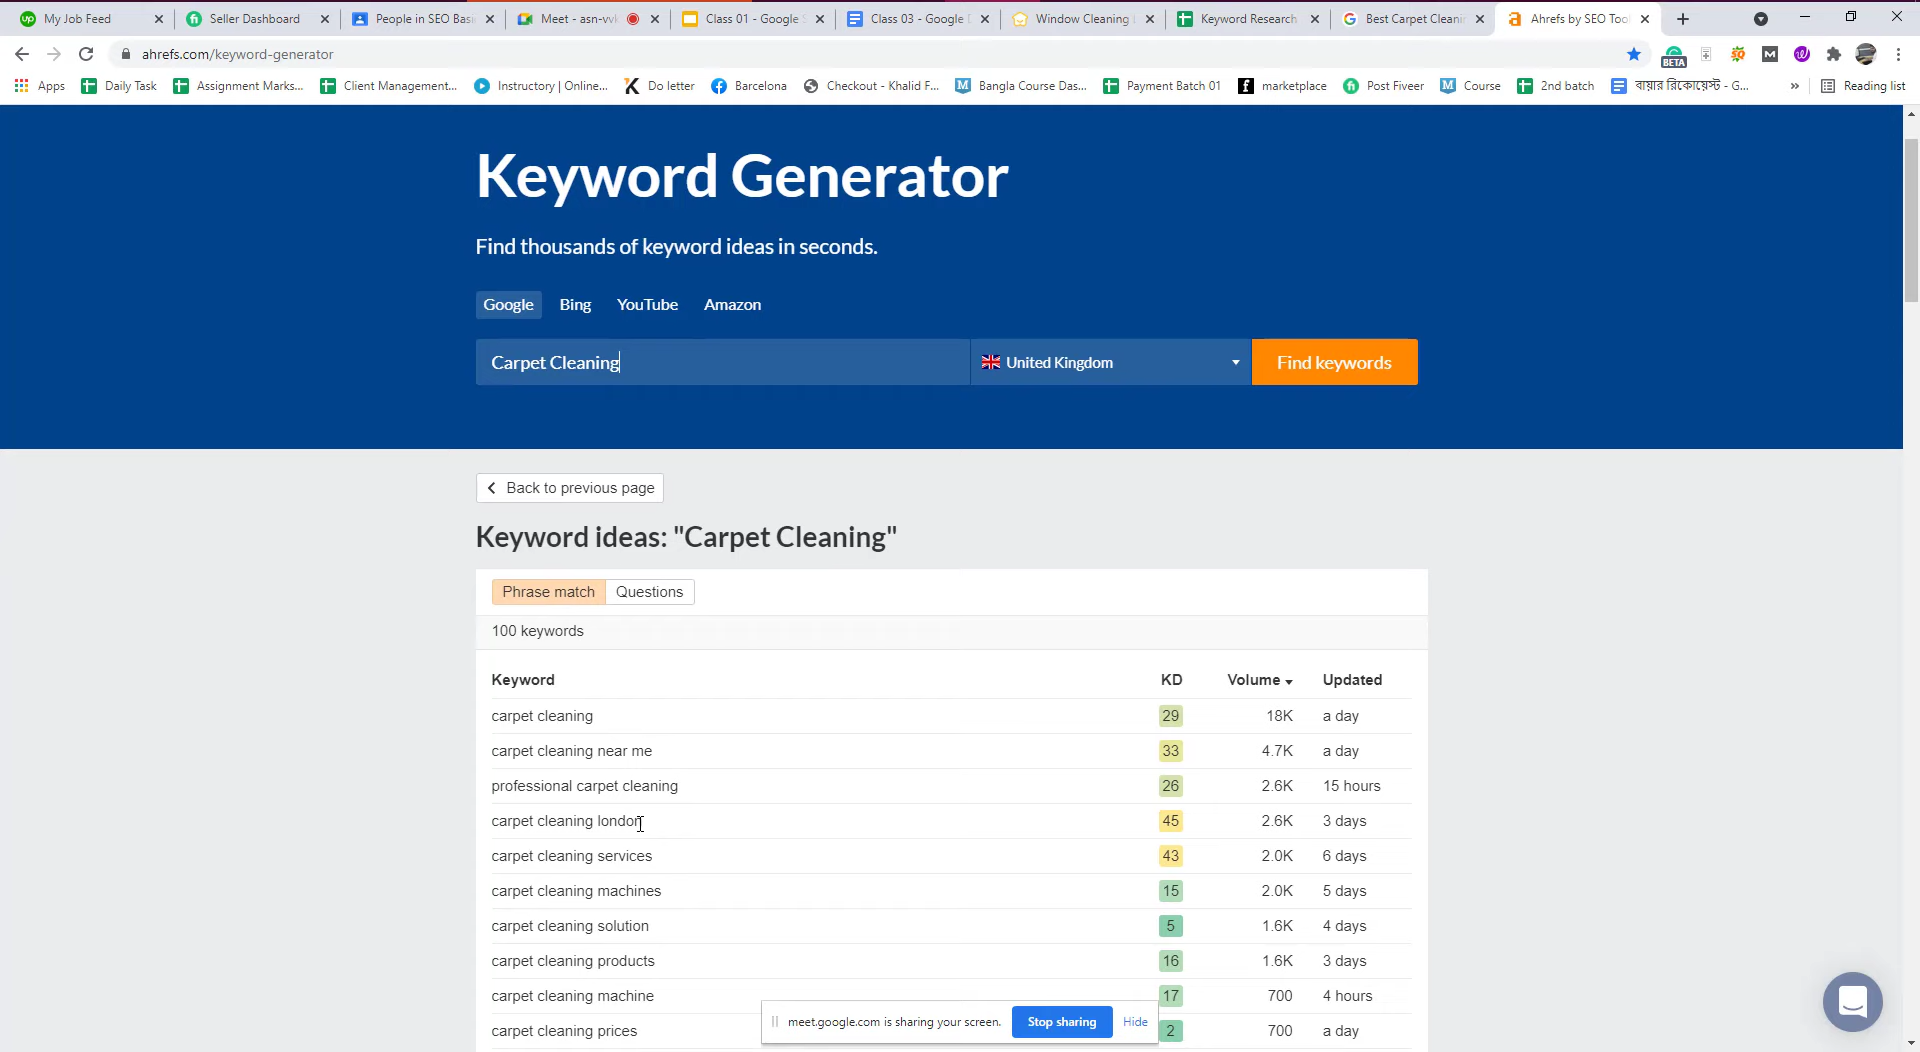 My Job Feed
Seller Dashboard
People in SEO Basi
Meet - asn-vvk
Class 01 - Google S
Class 03 - Google D
Window Cleaning
Keyword Research
Best Carpet Cleanin
Ahrefs by SEO Tool
ahrefs.com/keyword-generator
BETA
Apps
Daily Task
Assignment Marks...
Client Management...
Instructory | Online...
Do letter
Barcelona
Checkout - Khalid F...
Bangla Course Das...
Payment Batch 01
marketplace
Post Fiveer
Course
2nd batch
বায়ার রিকোয়েস্ট - G...
»
Reading list
Keyword Generator
Find thousands of keyword ideas in seconds.
Google Bing YouTube Amazon
Carpet Cleaning United Kingdom Find keywords
Back to previous page
Keyword ideas: "Carpet Cleaning"
Phrase match Questions
100 keywords
Keyword KD Volume Updated
carpet cleaning 29 18K a day
carpet cleaning near me 33 4.7K a day
professional carpet cleaning 26 2.6K 15 hours
carpet cleaning london 45 2.6K 3 days
carpet cleaning services 43 2.0K 6 days
carpet cleaning machines 15 2.0K 5 days
carpet cleaning solution 5 1.6K 4 days
carpet cleaning products 16 1.6K 3 days
carpet cleaning machine 17 700 4 hours
meet.google.com is sharing your screen. Stop sharing Hide
carpet cleaning prices 2 700 a day